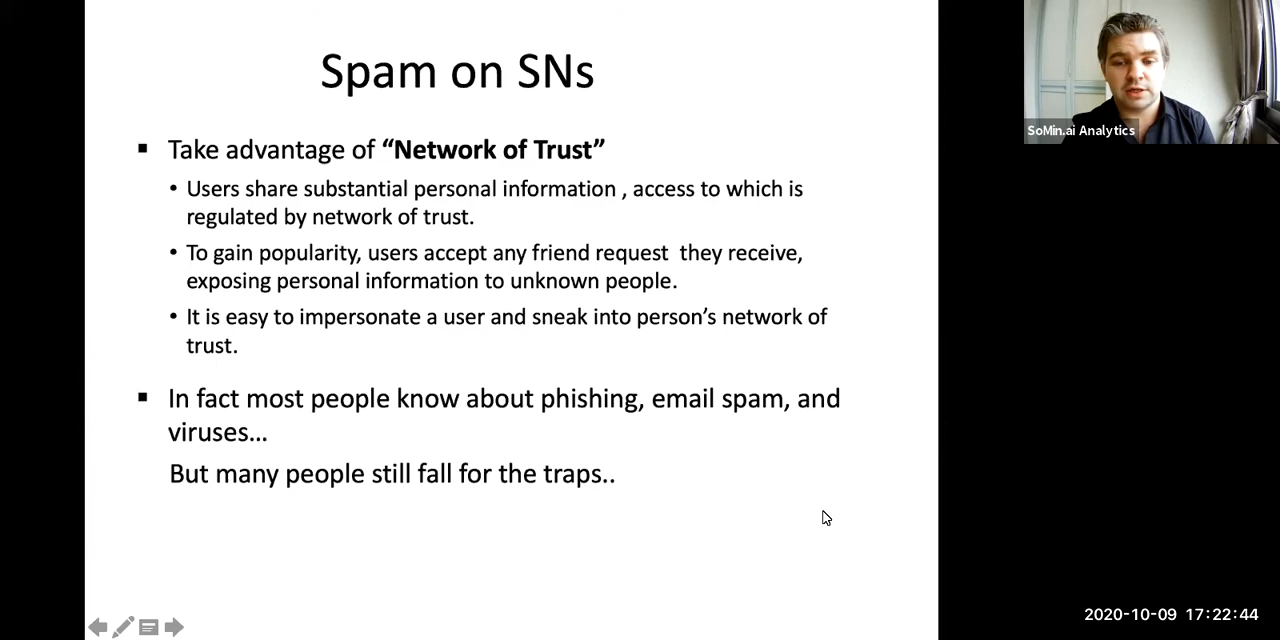 Spam on SNs
▪ Take advantage of “Network of Trust”
• Users share substantial personal information , access to which is
regulated by network of trust.
• To gain popularity, users accept any friend request  they receive,
exposing personal information to unknown people.
• It is easy to impersonate a user and sneak into person’s network of
trust.
▪ In fact most people know about phishing, email spam, and
viruses…
But many people still fall for the traps..
SoMin.ai Analytics
2020-10-09 17:22:44